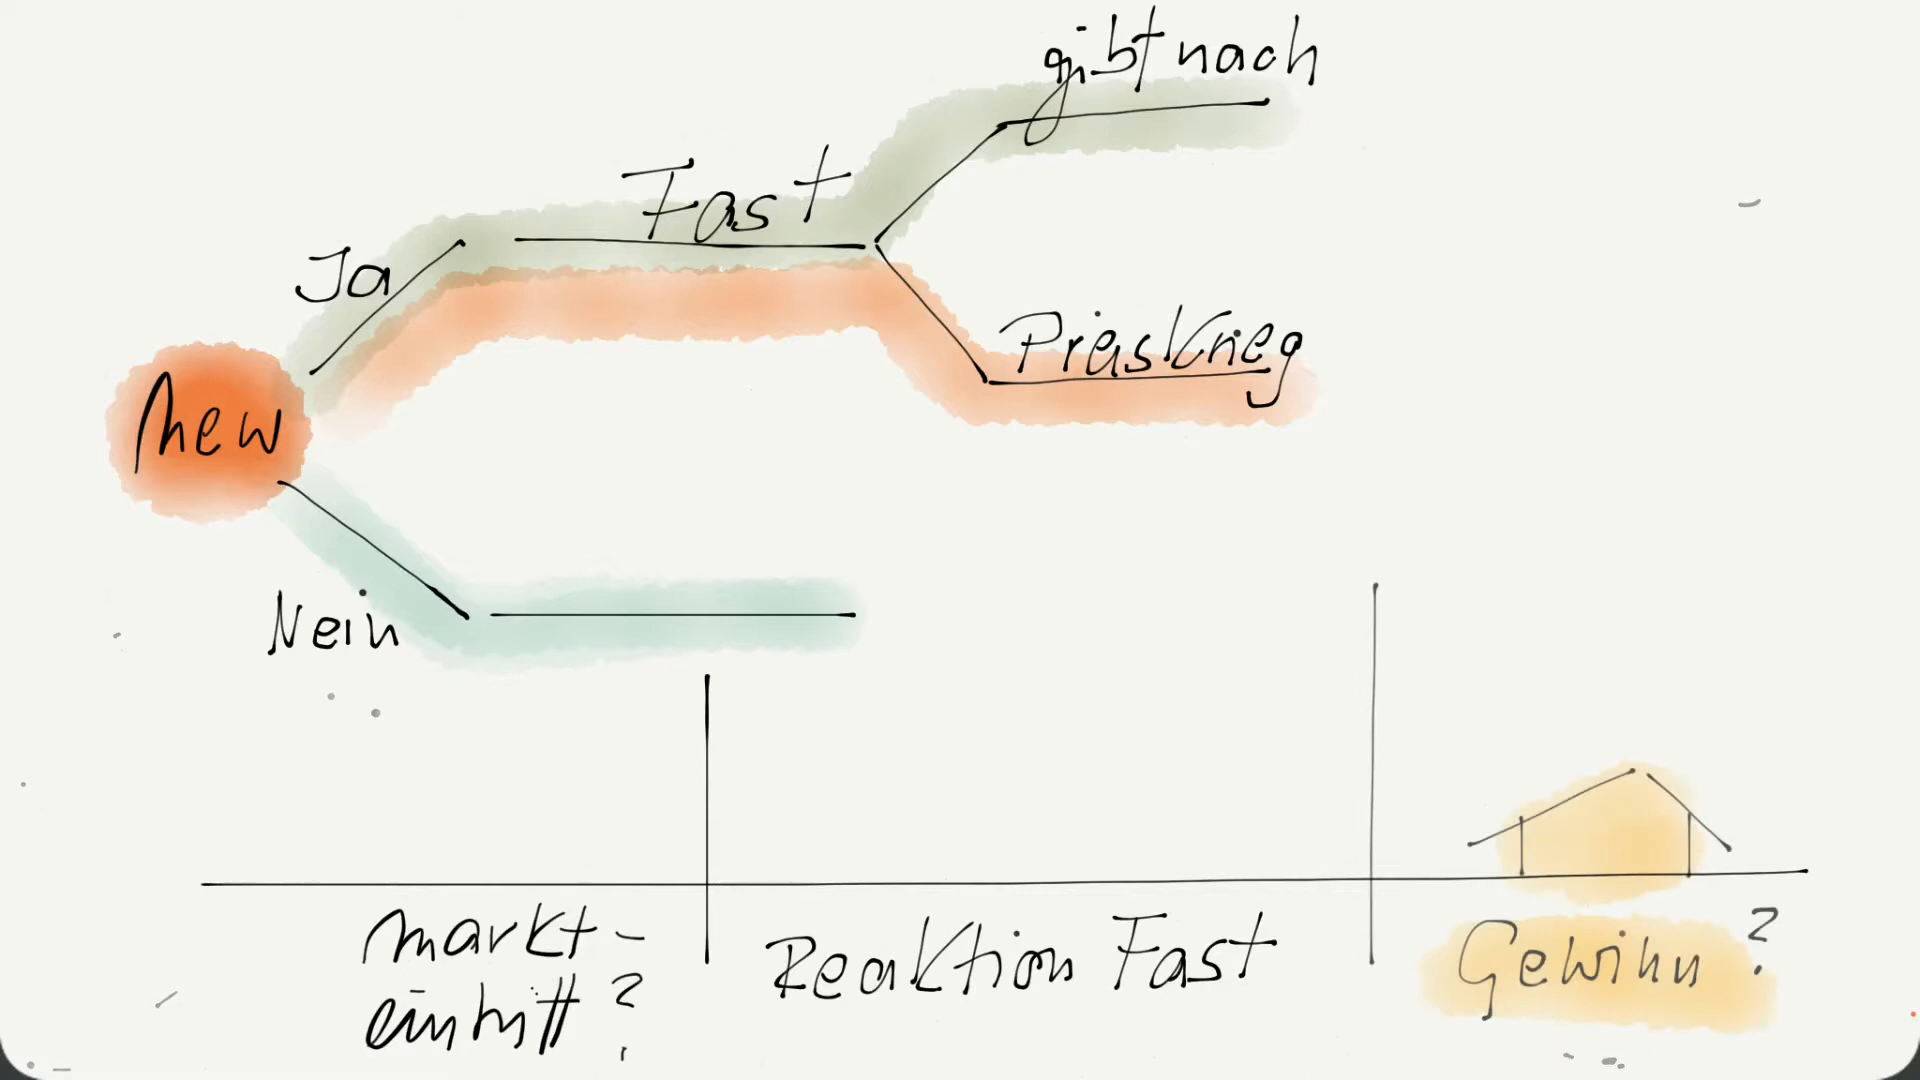 gibt nach
Fast
Ja
Preiskrieg
New
Nein
Markt-
eintritt?
Reaktion Fast
Gewinn?